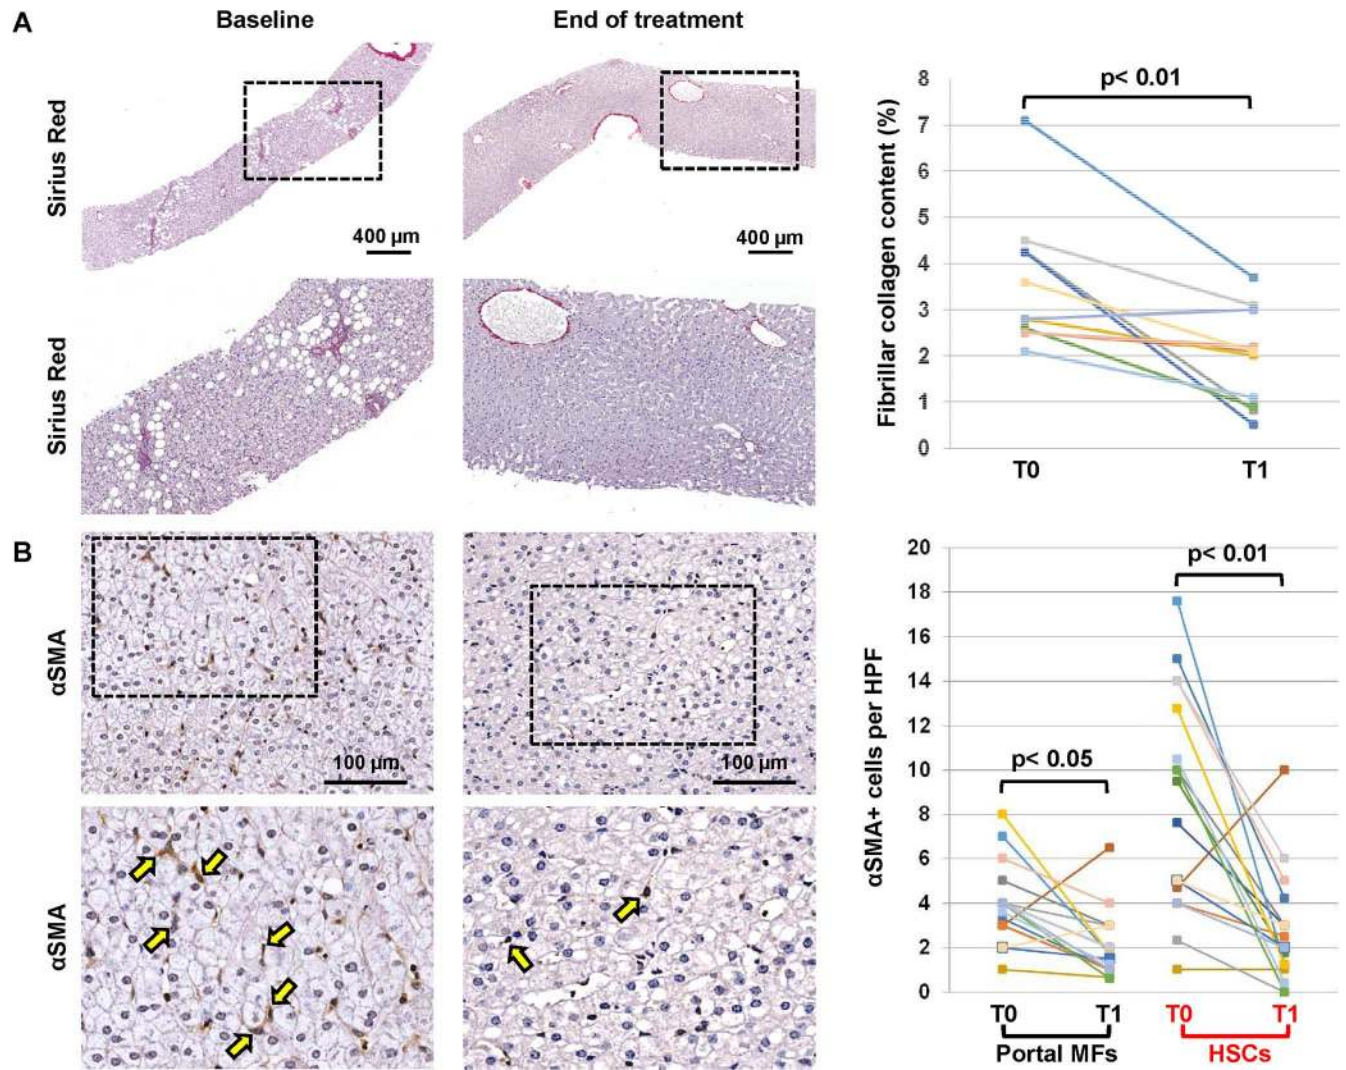 A
Baseline
End of treatment
Sirius Red
400 µm
400 µm
Sirius Red
Fibrillar collagen content (%)
8
7
6
5
4
3
2
1
0
p< 0.01
T0
T1
B
αSMA
100 µm
100 µm
αSMA
αSMA+ cells per HPF
20
18
16
14
12
10
8
6
4
2
0
p< 0.05
p< 0.01
T0
T1
T0
T1
Portal MFs
HSCs